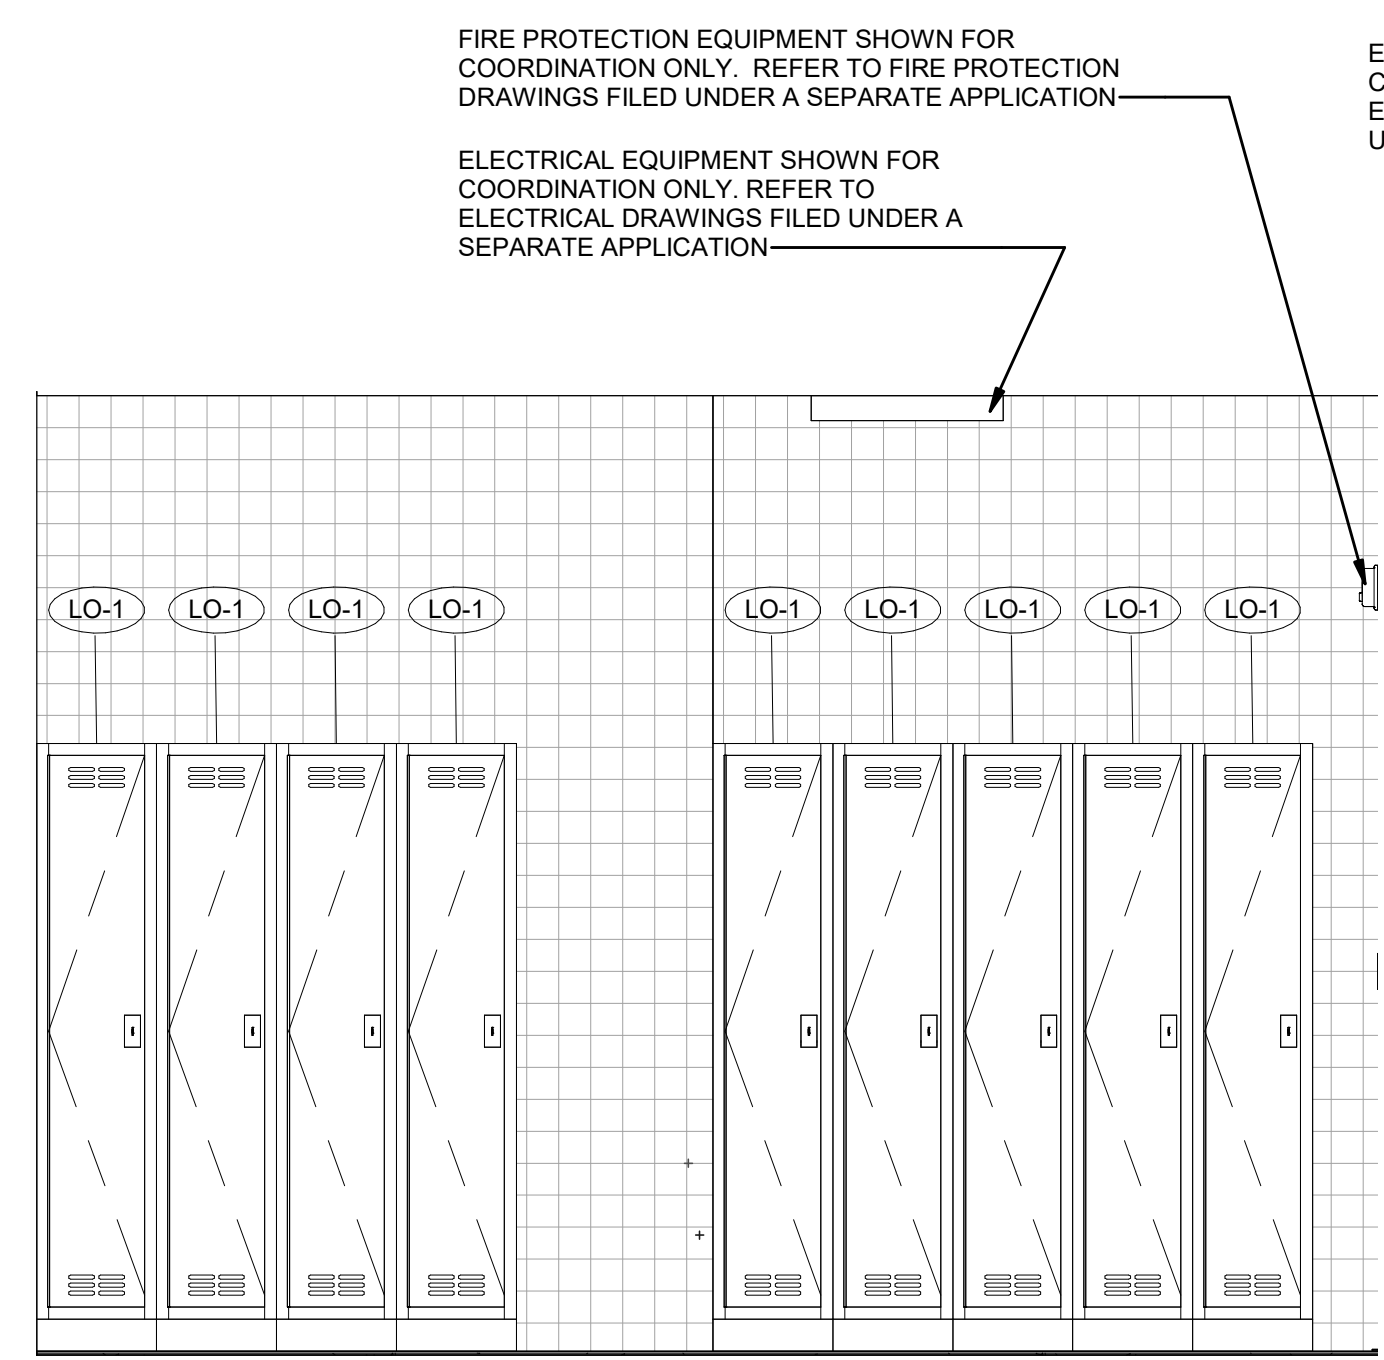 FIRE PROTECTION EQUIPMENT SHOWN FOR
COORDINATION ONLY.  REFER TO FIRE PROTECTION
DRAWINGS FILED UNDER A SEPARATE APPLICATION
ELECTRICAL EQUIPMENT SHOWN FOR
COORDINATION ONLY. REFER TO
ELECTRICAL DRAWINGS FILED UNDER A
SEPARATE APPLICATION
LO-1 LO-1 LO-1 LO-1 LO-1 LO-1 LO-1 LO-1 LO-1